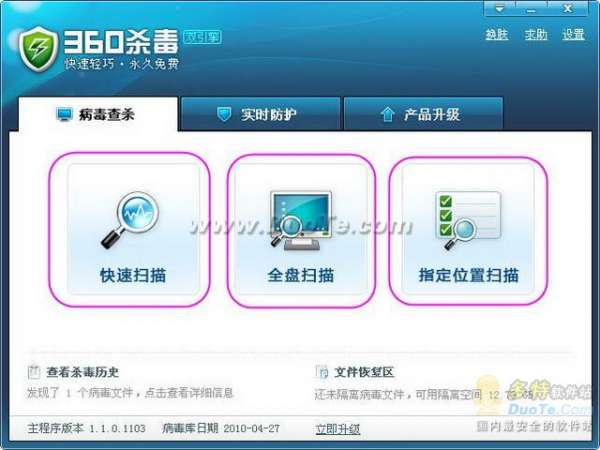 360杀毒 双引擎
快速轻巧·永久免费
换肤 求助 设置
病毒查杀 实时防护 产品升级
www.DuoTe.com
快速扫描 全盘扫描 指定位置扫描
查看杀毒历史 文件恢复区
发现了 1 个病毒文件，点击查看详细信息 还未隔离病毒文件，可用隔离空间 12.73
多特软件站
DuoTe.com
国内最安全的软件站
主程序版本 1.1.0.1103 病毒库日期 2010-04-27 立即升级